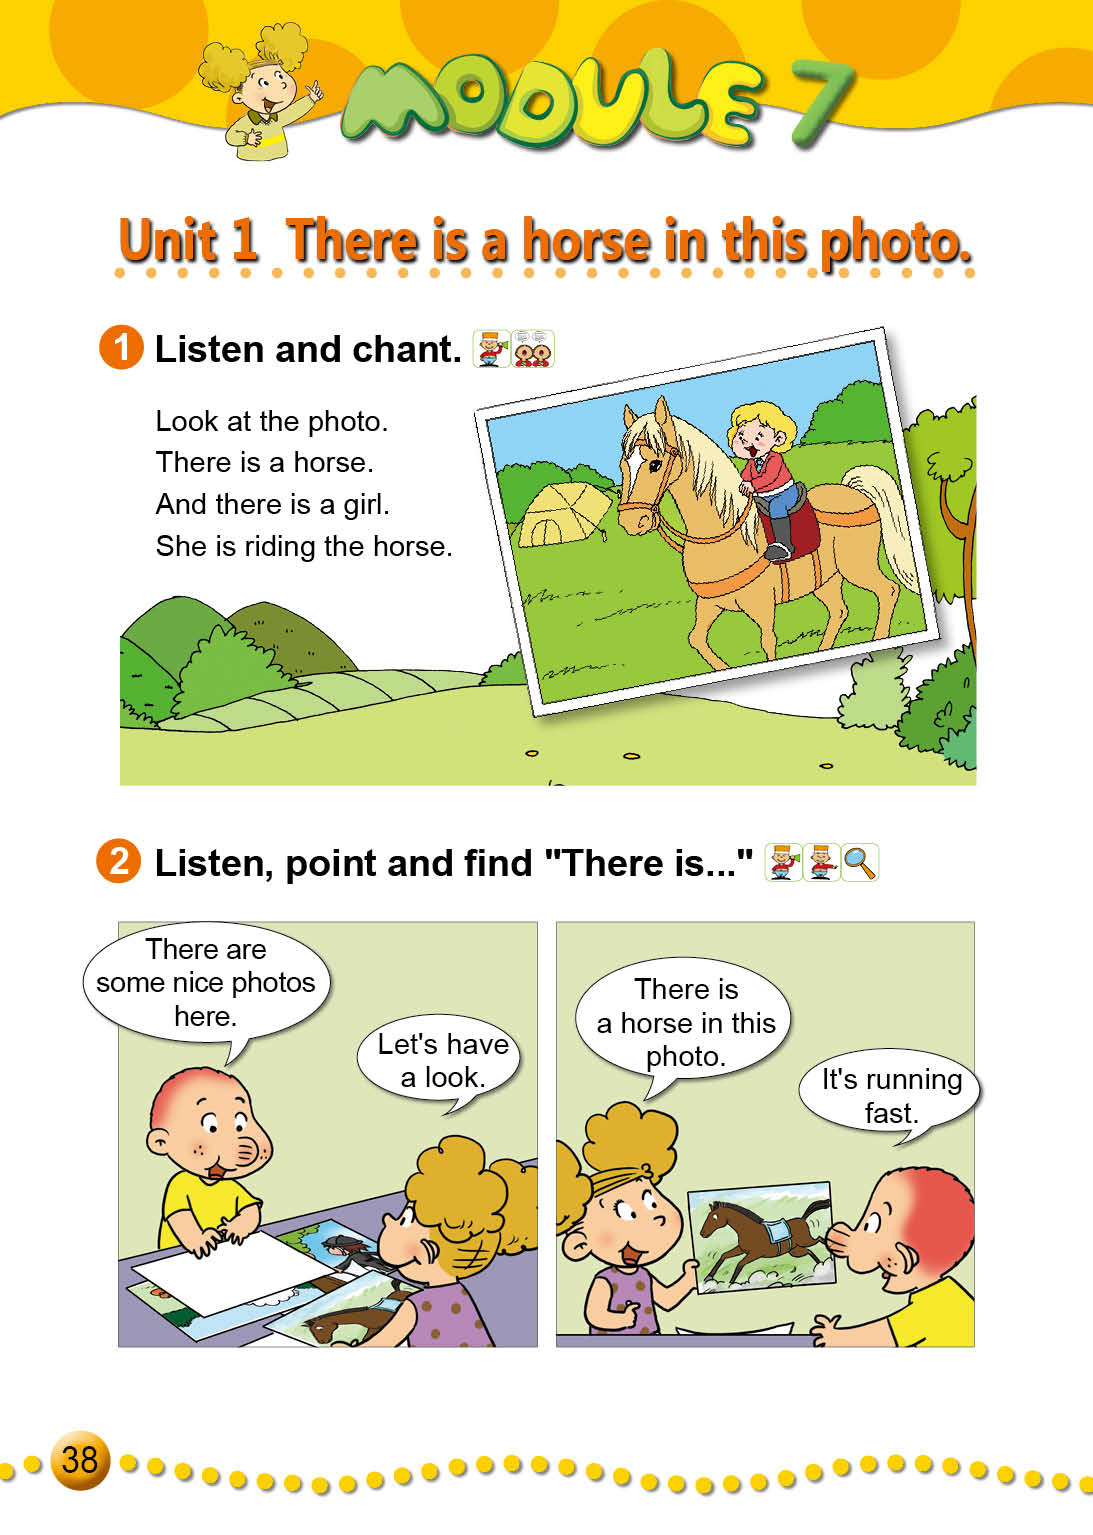 MODULE 7
Unit 1 There is a horse in this photo.
1 Listen and chant.
Look at the photo.
There is a horse.
And there is a girl.
She is riding the horse.
2 Listen, point and find "There is..."
There are
some nice photos
here.
Let's have
a look.
There is
a horse in this
photo.
It's running
fast.
38